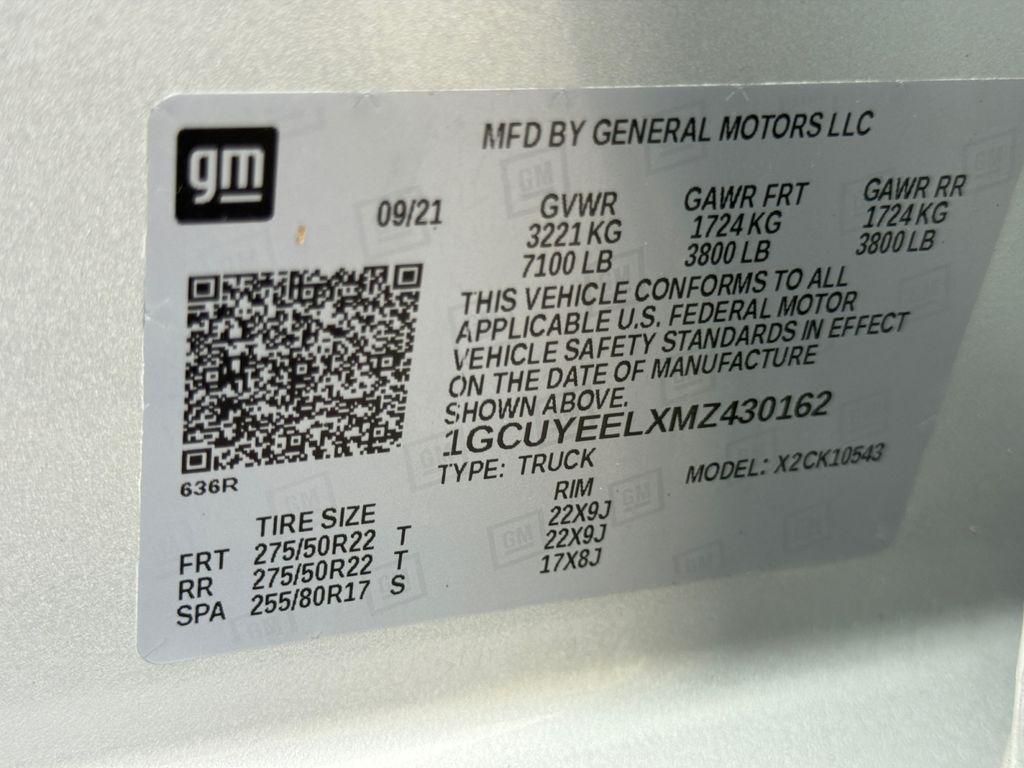 gm
MFD BY GENERAL MOTORS LLC
09/21
GVWR GAWR FRT GAWR RR
3221 KG 1724 KG 1724 KG
7100 LB 3800 LB 3800 LB
THIS VEHICLE CONFORMS TO ALL
APPLICABLE U.S. FEDERAL MOTOR
VEHICLE SAFETY STANDARDS IN EFFECT
ON THE DATE OF MANUFACTURE
SHOWN ABOVE.
1GCUYEELXMZ430162
TYPE: TRUCK MODEL: X2CK10543
636R
TIRE SIZE RIM
FRT 275/50R22 T 22X9J
RR 275/50R22 T 22X9J
SPA 255/80R17 S 17X8J